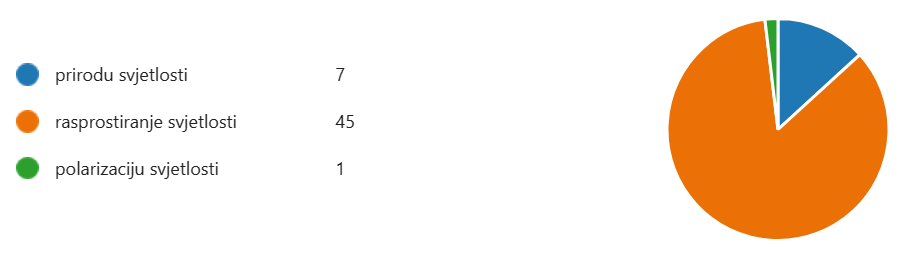 prirodu svjetlosti 7
rasprostiranje svjetlosti 45
polarizaciju svjetlosti 1